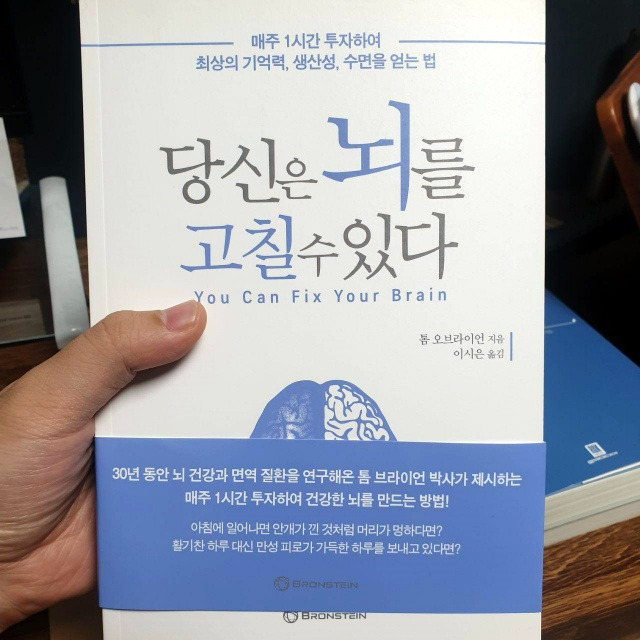 매주 1시간 투자하여
최상의 기억력, 생산성, 수면을 얻는 법
당신은 뇌를
고칠 수 있다
You Can Fix Your Brain
톰 오브라이언 지음
이시은 옮김
30년 동안 뇌 건강과 면역 질환을 연구해온 톰 브라이언 박사가 제시하는
매주 1시간 투자하여 건강한 뇌를 만드는 방법!
아침에 일어나면 안개가 낀 것처럼 머리가 멍하다면?
활기찬 하루 대신 만성 피로가 가득한 하루를 보내고 있다면?
BRONSTEIN
BRONSTEIN